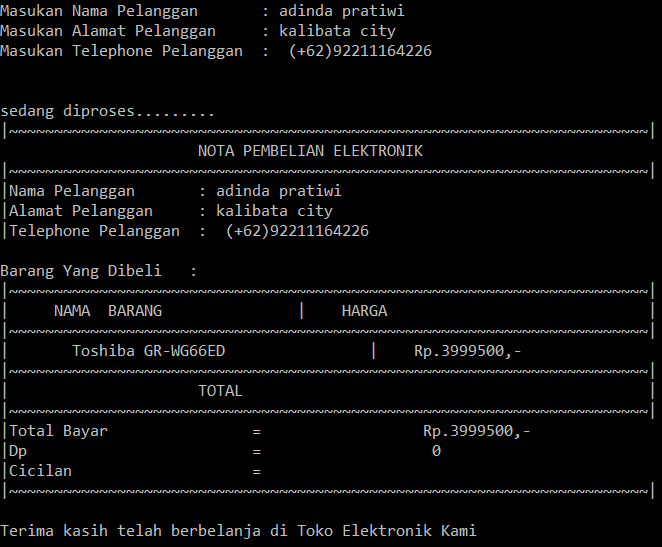 Masukan Nama Pelanggan       : adinda pratiwi
Masukan Alamat Pelanggan     : kalibata city
Masukan Telephone Pelanggan  :  (+62)92211164226
sedang diproses.........
|~~~~~~~~~~~~~~~~~~~~~~~~~~~~~~~~~~~~~~~~~~~~~~~~~~~~~~~~~~~~~~~~~~~~~~~|
                      NOTA PEMBELIAN ELEKTRONIK
|~~~~~~~~~~~~~~~~~~~~~~~~~~~~~~~~~~~~~~~~~~~~~~~~~~~~~~~~~~~~~~~~~~~~~~~|
|Nama Pelanggan       : adinda pratiwi
|Alamat Pelanggan     : kalibata city
|Telephone Pelanggan  :  (+62)92211164226
Barang Yang Dibeli   :
|~~~~~~~~~~~~~~~~~~~~~~~~~~~~~~~~~~~~~~~~~~~~~~~~~~~~~~~~~~~~~~~~~~~~~~~|
|     NAMA  BARANG               |    HARGA                             |
|~~~~~~~~~~~~~~~~~~~~~~~~~~~~~~~~~~~~~~~~~~~~~~~~~~~~~~~~~~~~~~~~~~~~~~~|
|       Toshiba GR-WG66ED                |    Rp.3999500,-
|~~~~~~~~~~~~~~~~~~~~~~~~~~~~~~~~~~~~~~~~~~~~~~~~~~~~~~~~~~~~~~~~~~~~~~~|
|                     TOTAL                                             |
|~~~~~~~~~~~~~~~~~~~~~~~~~~~~~~~~~~~~~~~~~~~~~~~~~~~~~~~~~~~~~~~~~~~~~~~|
|Total Bayar                =                  Rp.3999500,-
|Dp                         =                   0
|Cicilan                    =
|~~~~~~~~~~~~~~~~~~~~~~~~~~~~~~~~~~~~~~~~~~~~~~~~~~~~~~~~~~~~~~~~~~~~~~~|
Terima kasih telah berbelanja di Toko Elektronik Kami